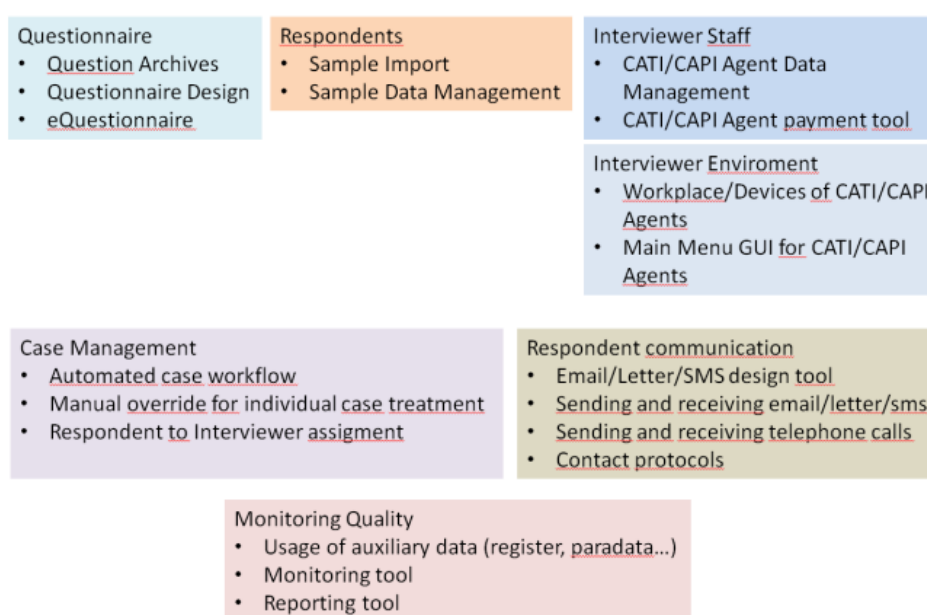 Questionnaire
• Question Archives
• Questionnaire Design
• eQuestionnaire
Respondents
• Sample Import
• Sample Data Management
Interviewer Staff
• CATI/CAPI Agent Data
Management
• CATI/CAPI Agent payment tool
Interviewer Enviroment
• Workplace/Devices of CATI/CAPI
Agents
• Main Menu GUI for CATI/CAPI
Agents
Case Management
• Automated case workflow
• Manual override for individual case treatment
• Respondent to Interviewer assigment
Respondent communication
• Email/Letter/SMS design tool
• Sending and receiving email/letter/sms
• Sending and receiving telephone calls
• Contact protocols
Monitoring Quality
• Usage of auxiliary data (register, paradata...)
• Monitoring tool
• Reporting tool